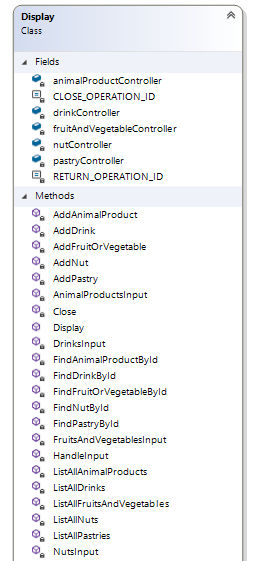 Display
Class
Fields
animalProductController
CLOSE_OPERATION_ID
drinkController
fruitAndVegetableController
nutController
pastryController
RETURN_OPERATION_ID
Methods
AddAnimalProduct
AddDrink
AddFruitOrVegetable
AddNut
AddPastry
AnimalProductsInput
Close
Display
DrinksInput
FindAnimalProductById
FindDrinkById
FindFruitOrVegetableById
FindNutById
FindPastryById
FruitsAndVegetablesInput
HandleInput
ListAllAnimalProducts
ListAllDrinks
ListAllFruitsAndVegetables
ListAllNuts
ListAllPastries
NutsInput